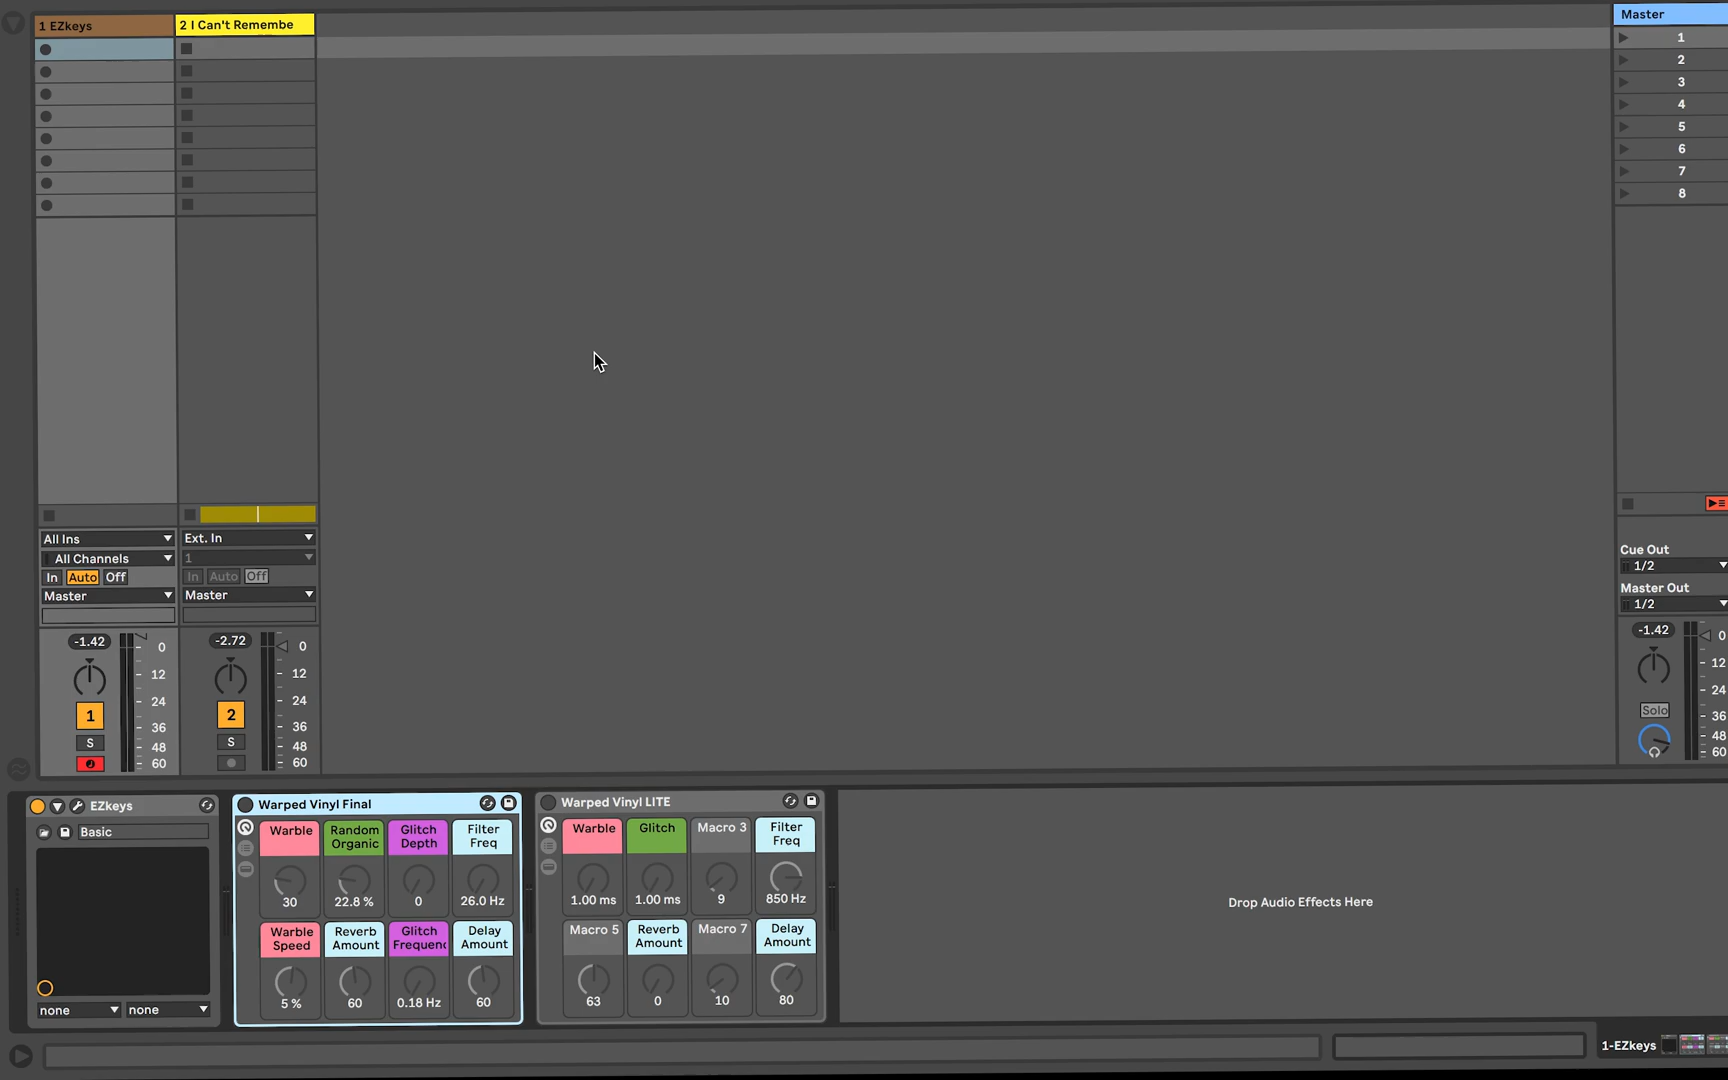 1 EZkeys
2 I Can't Remembe
Master
1
2
3
4
5
6
7
8
All Ins
All Channels
In Auto Off
Master
Ext. In
1
In Auto Off
Master
Cue Out
1/2
Master Out
1/2
-1.42
0
12
24
36
48
60
1
S
-2.72
0
12
24
36
48
60
2
S
-1.42
0
12
24
36
48
60
Solo
EZkeys
Basic
none
none
Warped Vinyl Final
Warble
Random
Organic
Glitch
Depth
Filter
Freq
30
22.8 %
0
26.0 Hz
Warble
Speed
Reverb
Amount
Glitch
Frequenc
Delay
Amount
5 %
60
0.18 Hz
60
Warped Vinyl LITE
Warble
Glitch
Macro 3
Filter
Freq
1.00 ms
1.00 ms
9
850 Hz
Macro 5
Reverb
Amount
Macro 7
Delay
Amount
63
0
10
80
Drop Audio Effects Here
1-EZkeys